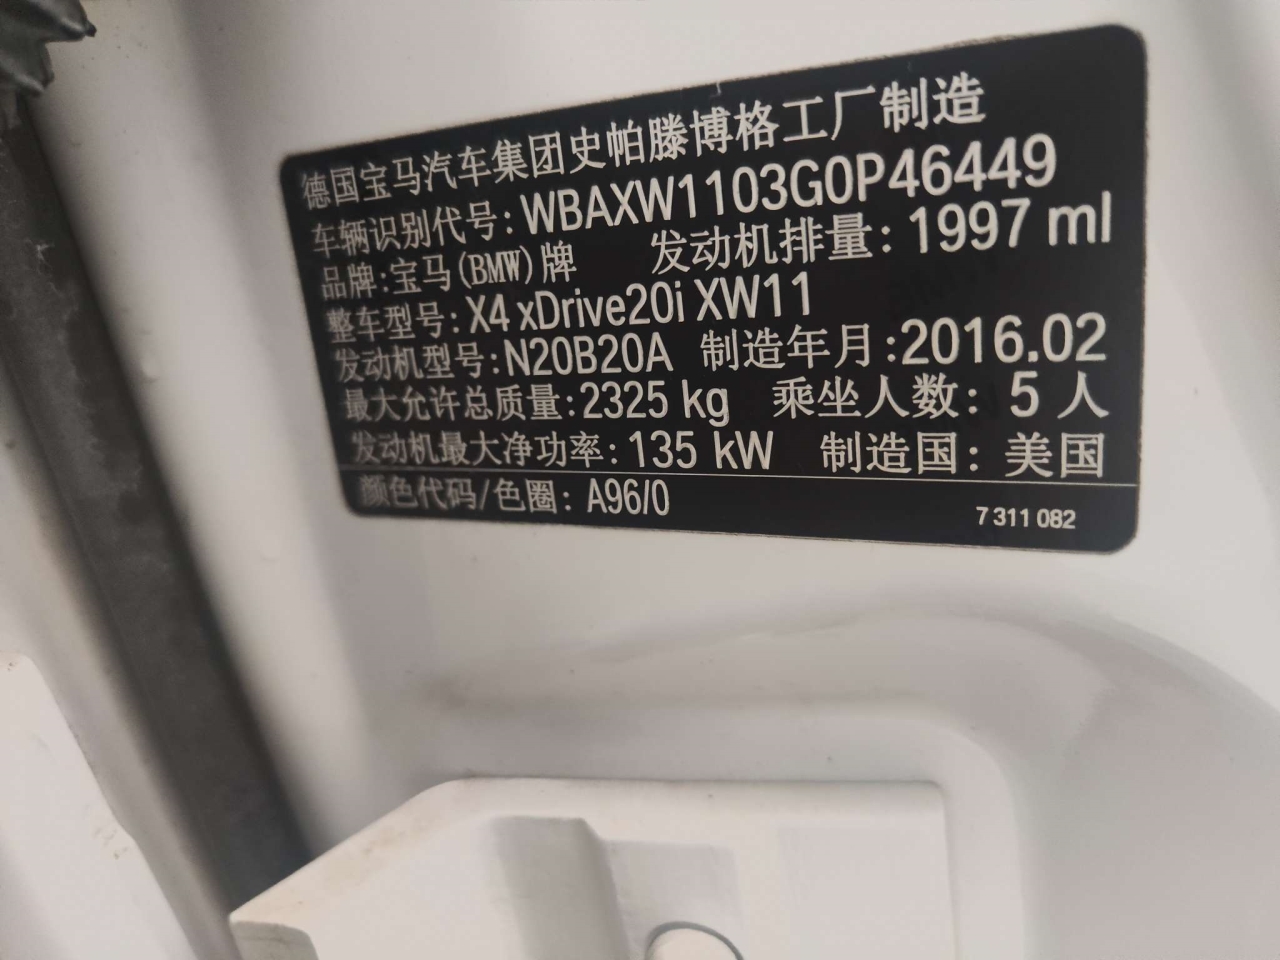 德国宝马汽车集团史帕滕博格工厂制造
车辆识别代号: WBAXW1103G0P46449
品牌:宝马(BMW)牌 发动机排量: 1997 ml
整车型号: X4 xDrive20i XW11
发动机型号: N20B20A 制造年月:2016.02
最大允许总质量:2325 kg 乘坐人数: 5 人
发动机最大净功率: 135 kW 制造国: 美国
颜色代码/色圈: A96/0
7 311 082